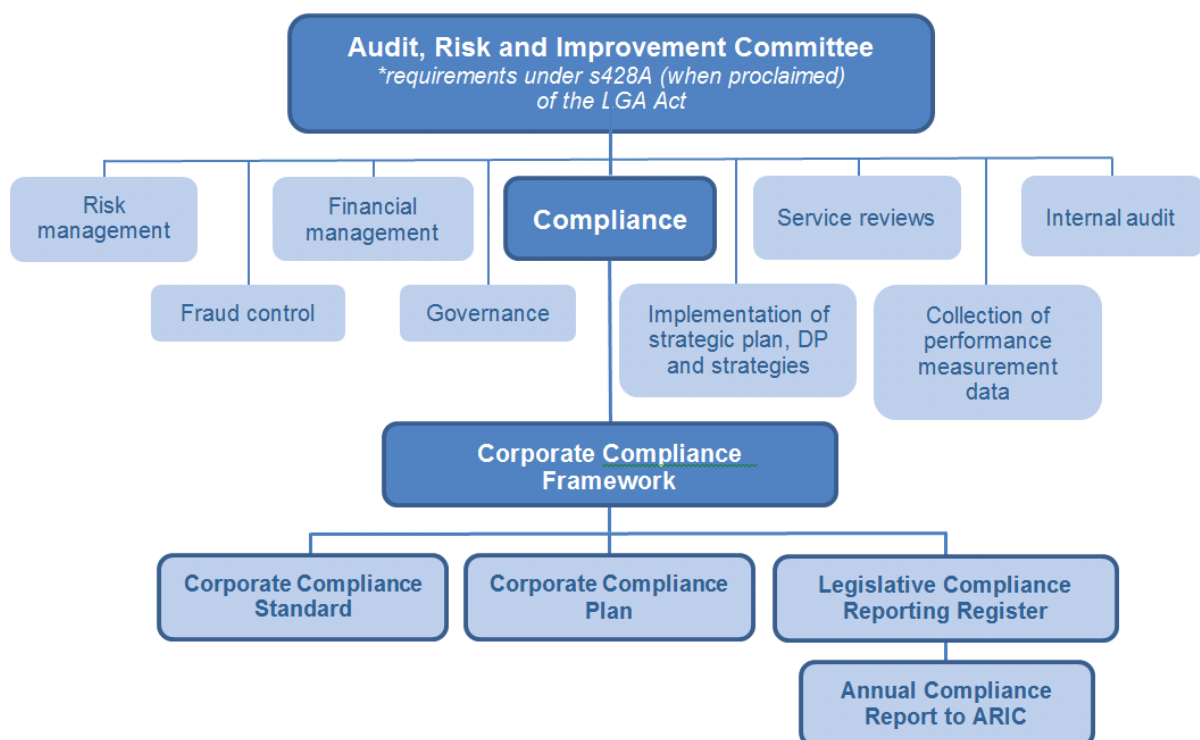 Audit, Risk and Improvement Committee
*requirements under s428A (when proclaimed)
of the LGA Act
Risk
management
Financial
management
Compliance
Service reviews
Internal audit
Fraud control
Governance
Implementation of
strategic plan, DP
and strategies
Collection of
performance
measurement
data
Corporate Compliance
Framework
Corporate Compliance
Standard
Corporate Compliance
Plan
Legislative Compliance
Reporting Register
Annual Compliance
Report to ARIC